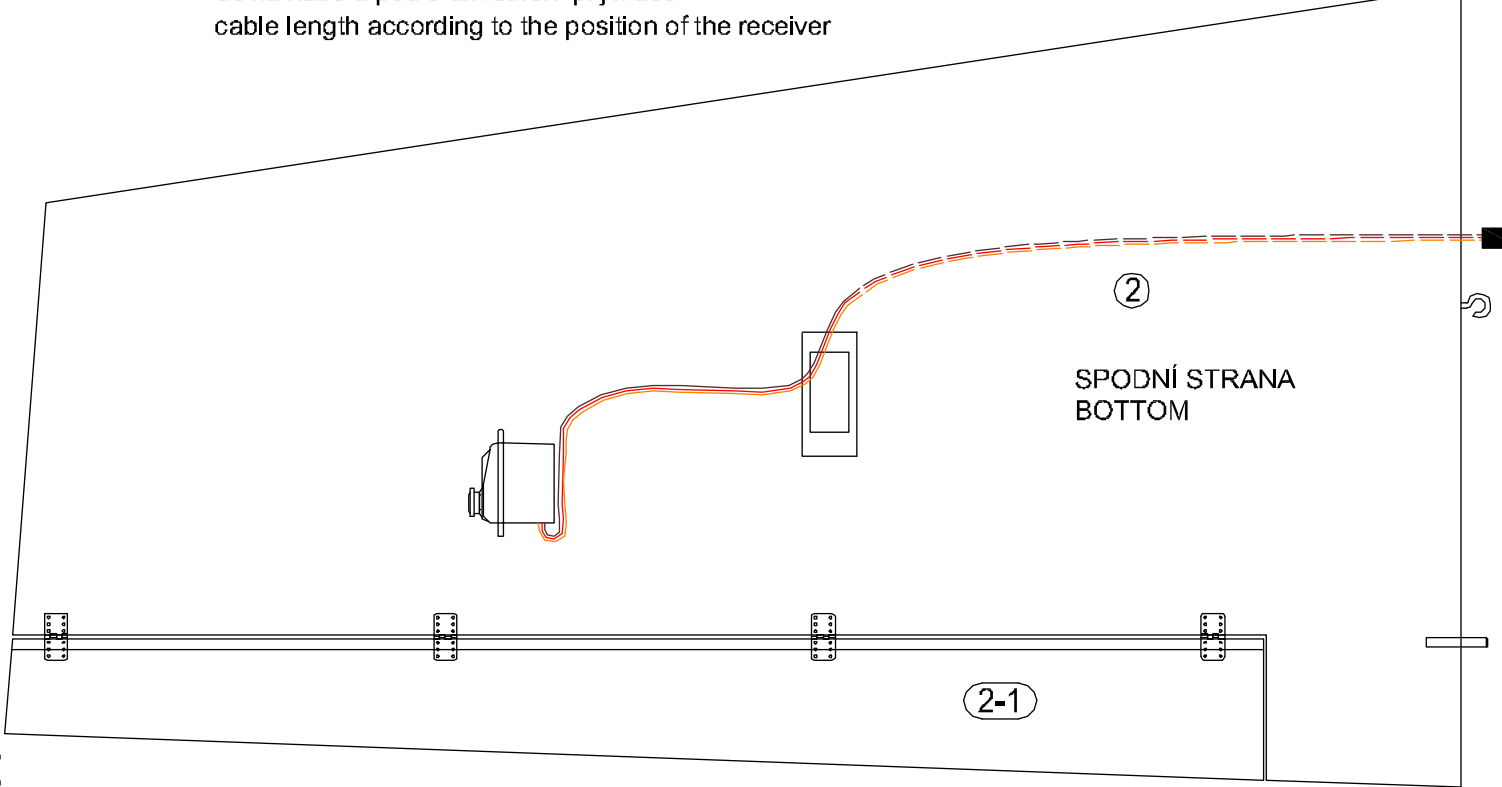 cable length according to the position of the receiver
2
SPODNÍ STRANA
BOTTOM
2-1